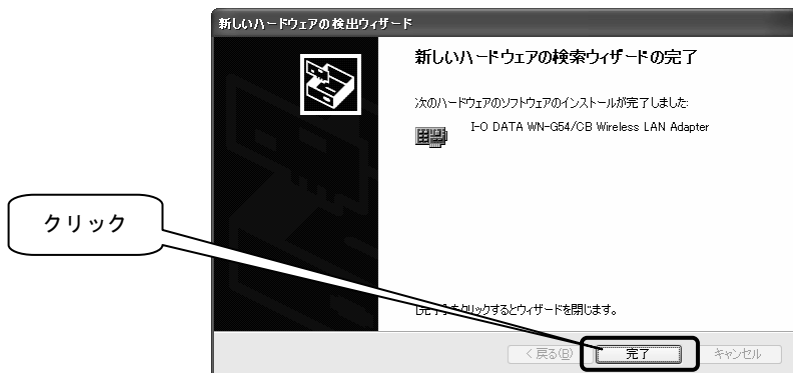 新しいハードウェアの検出ウィザード
新しいハードウェアの検索ウィザードの完了
次のハードウェアのソフトウェアのインストールが完了しました:
I-O DATA WN-G54/CB Wireless LAN Adapter
クリック
クリックするとウィザードを閉じます。
< 戻る(B)
完了
キャンセル